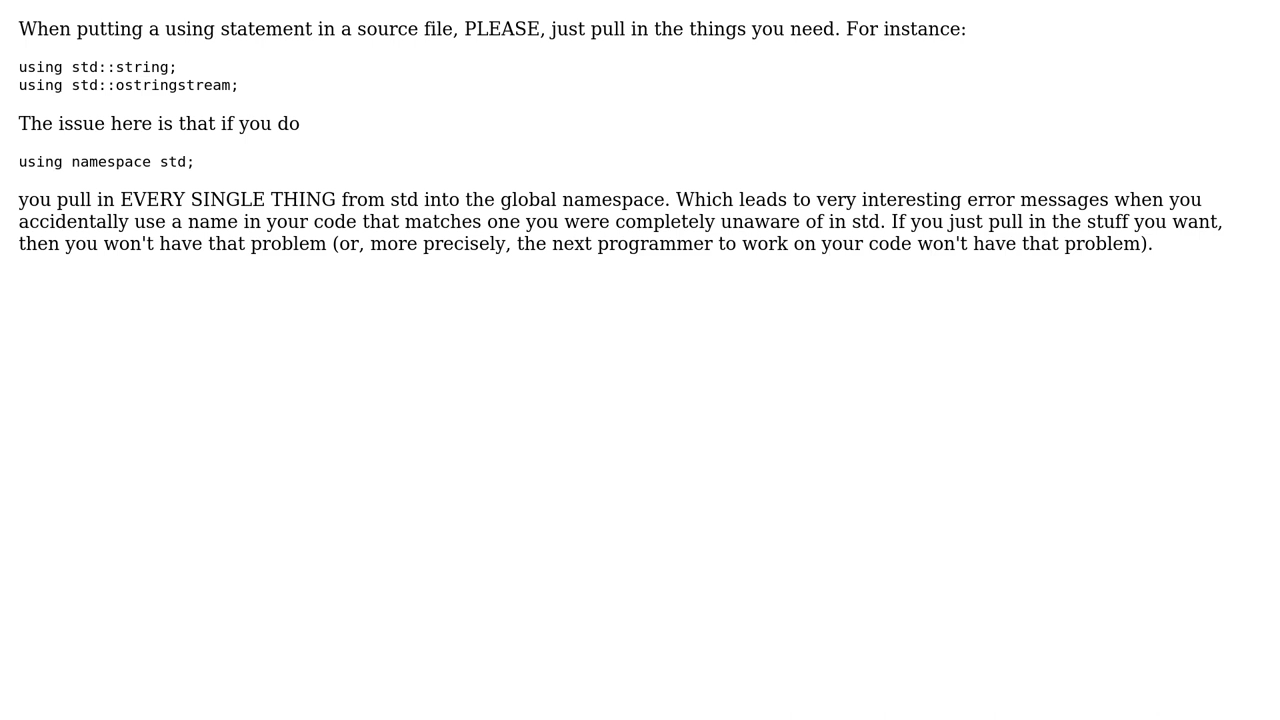 When putting a using statement in a source file, PLEASE, just pull in the things you need. For instance:
using std::string;
using std::ostringstream;
The issue here is that if you do
using namespace std;
you pull in EVERY SINGLE THING from std into the global namespace. Which leads to very interesting error messages when you
accidentally use a name in your code that matches one you were completely unaware of in std. If you just pull in the stuff you want,
then you won't have that problem (or, more precisely, the next programmer to work on your code won't have that problem).